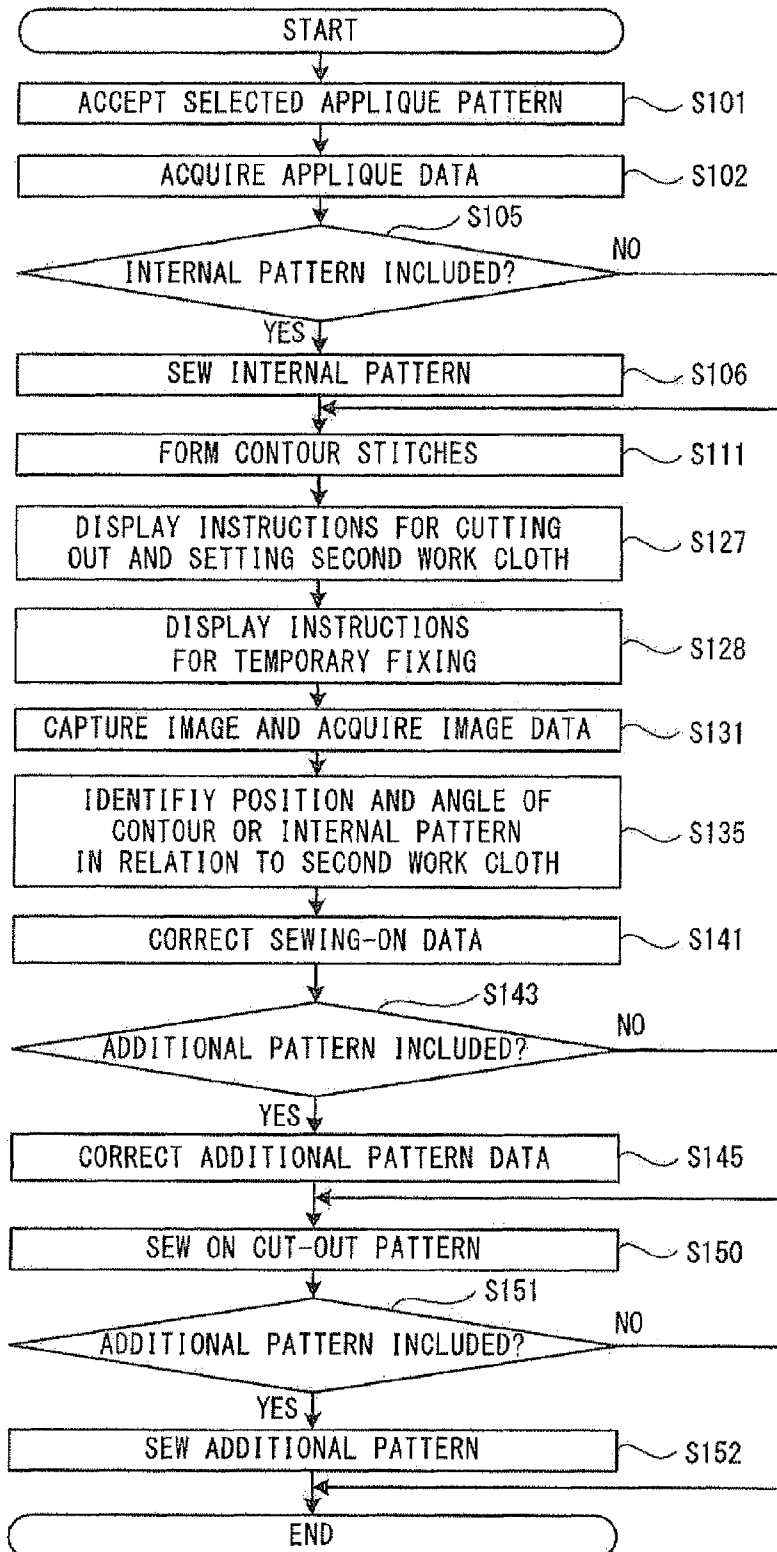 START
ACCEPT SELECTED APPLIQUE PATTERN
S101
ACQUIRE APPLIQUE DATA
S102
S105
INTERNAL PATTERN INCLUDED?
NO
YES
SEW INTERNAL PATTERN
S106
FORM CONTOUR STITCHES
S111
DISPLAY INSTRUCTIONS FOR CUTTING
OUT AND SETTING SECOND WORK CLOTH
S127
DISPLAY INSTRUCTIONS
FOR TEMPORARY FIXING
S128
CAPTURE IMAGE AND ACQUIRE IMAGE DATA
S131
IDENTIFIY POSITION AND ANGLE OF
CONTOUR OR INTERNAL PATTERN
IN RELATION TO SECOND WORK CLOTH
S135
CORRECT SEWING-ON DATA
S141
S143
ADDITIONAL PATTERN INCLUDED?
NO
YES
CORRECT ADDITIONAL PATTERN DATA
S145
SEW ON CUT-OUT PATTERN
S150
S151
ADDITIONAL PATTERN INCLUDED?
NO
YES
SEW ADDITIONAL PATTERN
S152
END